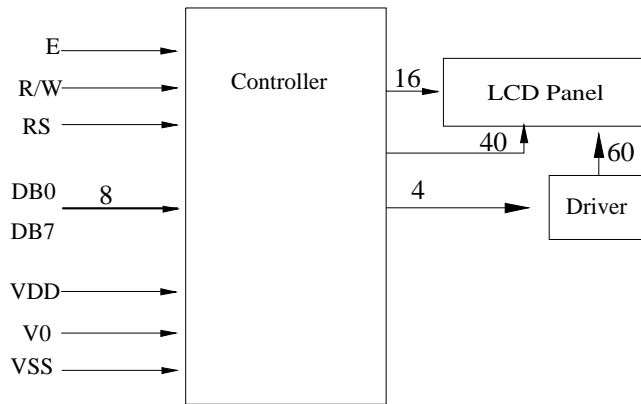 E
R/W
RS
DB0
8
DB7
VDD
V0
VSS
Controller
16
LCD Panel
40
60
4
Driver